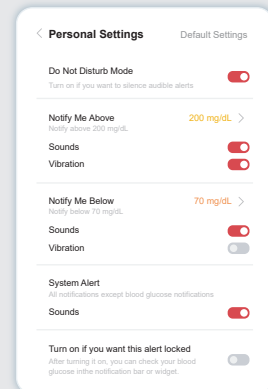 Personal Settings Default Settings
Do Not Disturb Mode
Turn on if you want to silence audible alerts
Notify Me Above 200 mg/dL
Notify above 200 mg/dL
Sounds
Vibration
Notify Me Below 70 mg/dL
Notify below 70 mg/dL
Sounds
Vibration
System Alert
All notifications except blood glucose notifications
Sounds
Turn on if you want this alert locked
After turning it on, you can check your blood
glucose inthe notification bar or widget